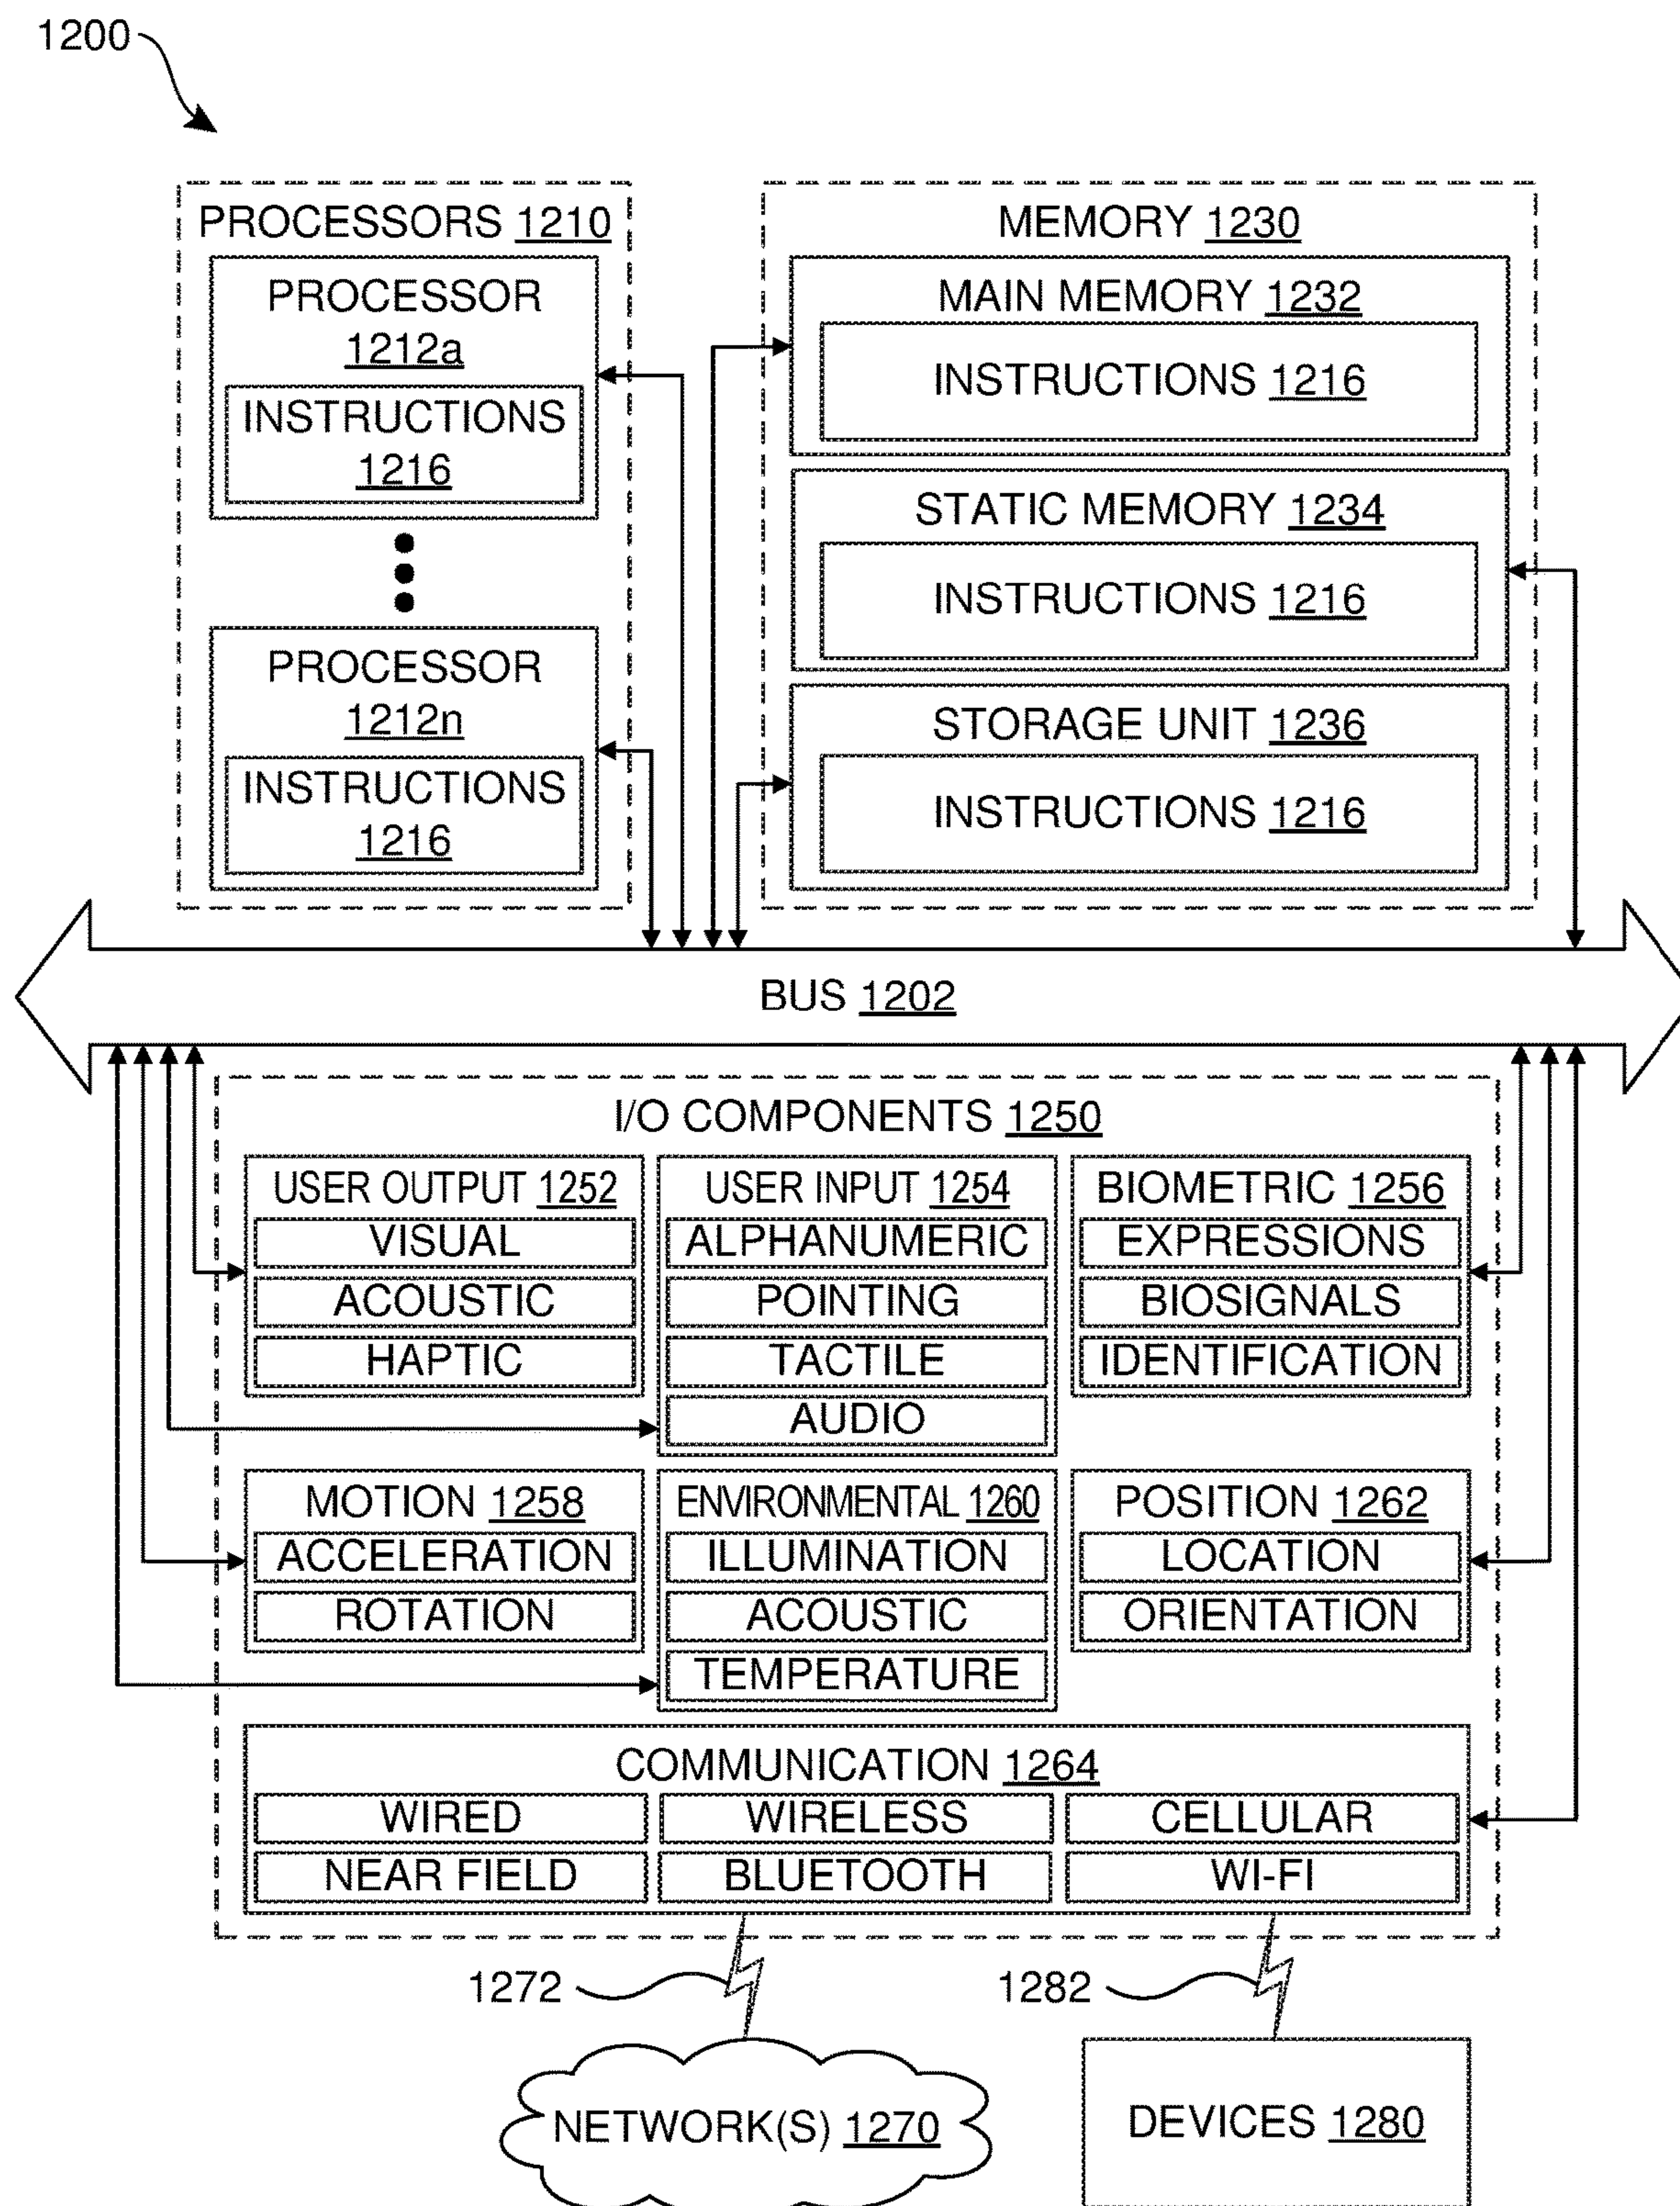 1200
PROCESSORS 1210
PROCESSOR
1212a
INSTRUCTIONS
1216
PROCESSOR
1212n
INSTRUCTIONS
1216
MEMORY 1230
MAIN MEMORY 1232
INSTRUCTIONS 1216
STATIC MEMORY 1234
INSTRUCTIONS 1216
STORAGE UNIT 1236
INSTRUCTIONS 1216
BUS 1202
I/O COMPONENTS 1250
USER OUTPUT 1252
VISUAL
ACOUSTIC
HAPTIC
USER INPUT 1254
ALPHANUMERIC
POINTING
TACTILE
AUDIO
BIOMETRIC 1256
EXPRESSIONS
BIOSIGNALS
IDENTIFICATION
MOTION 1258
ACCELERATION
ROTATION
ENVIRONMENTAL 1260
ILLUMINATION
ACOUSTIC
TEMPERATURE
POSITION 1262
LOCATION
ORIENTATION
COMMUNICATION 1264
WIRED
WIRELESS
CELLULAR
NEAR FIELD
BLUETOOTH
WI-FI
1272
1282
NETWORK(S) 1270
DEVICES 1280